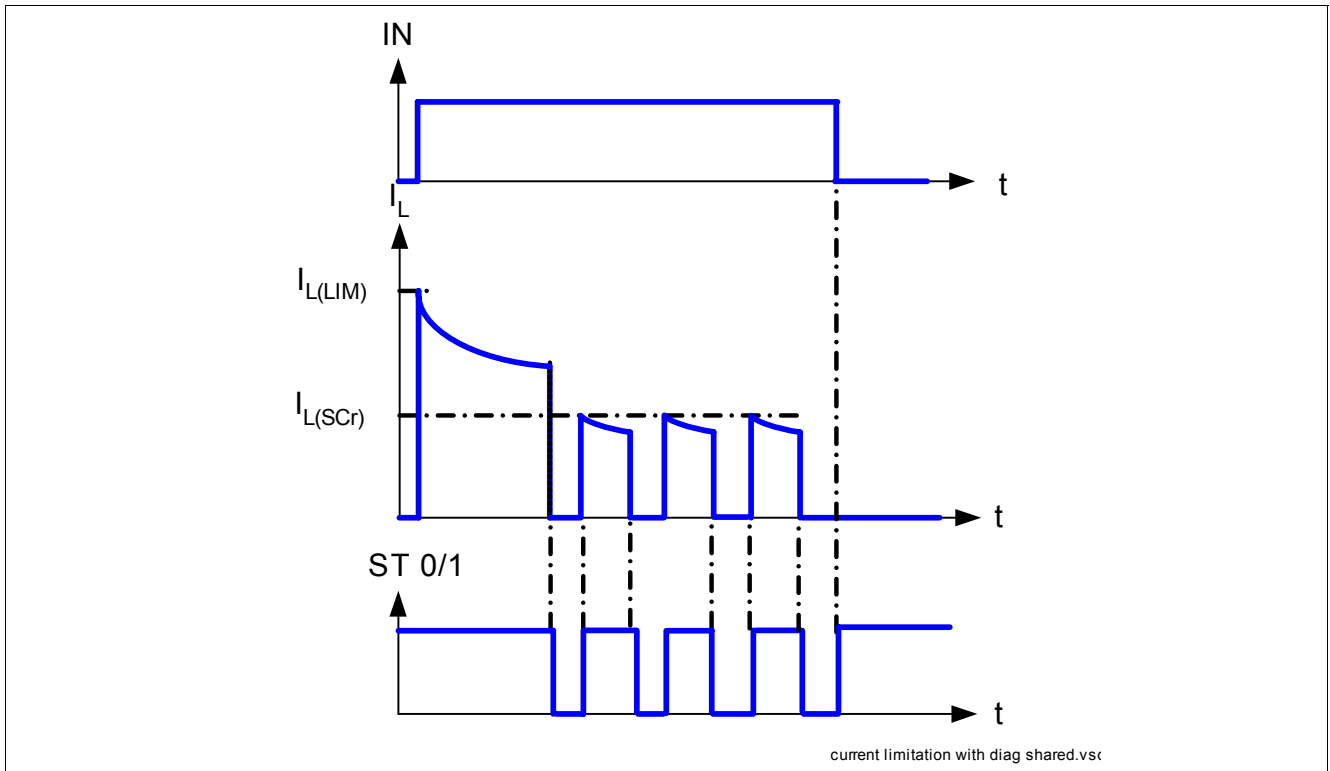 IN
t
I_L
I_L(LIM)
I_L(SCr)
t
ST 0/1
t
current limitation with diag shared.vs